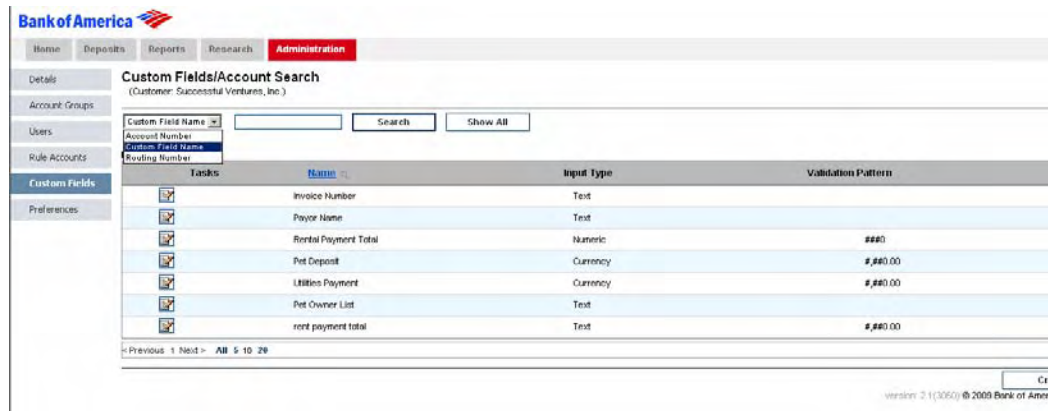 Bank of America
Home Deposits Reports Research Administration
Details
Account Groups
Users
Rule Accounts
Custom Fields
Preferences
Custom Fields/Account Search
(Customer: Successful Ventures, Inc.)
Custom Field Name Search Show All
Account Number
Custom Field Name
Routing Number
Tasks Name Input Type Validation Pattern
Invoice Number Text
Payor Name Text
Rental Payment Total Numeric ###0
Pet Deposit Currency #,##0.00
Utilities Payment Currency #,##0.00
Pet Owner List Text
rent payment total Text #,##0.00
< Previous 1 Next > All 5 10 20
Cr
version: 2.1(3060) © 2009 Bank of Amer